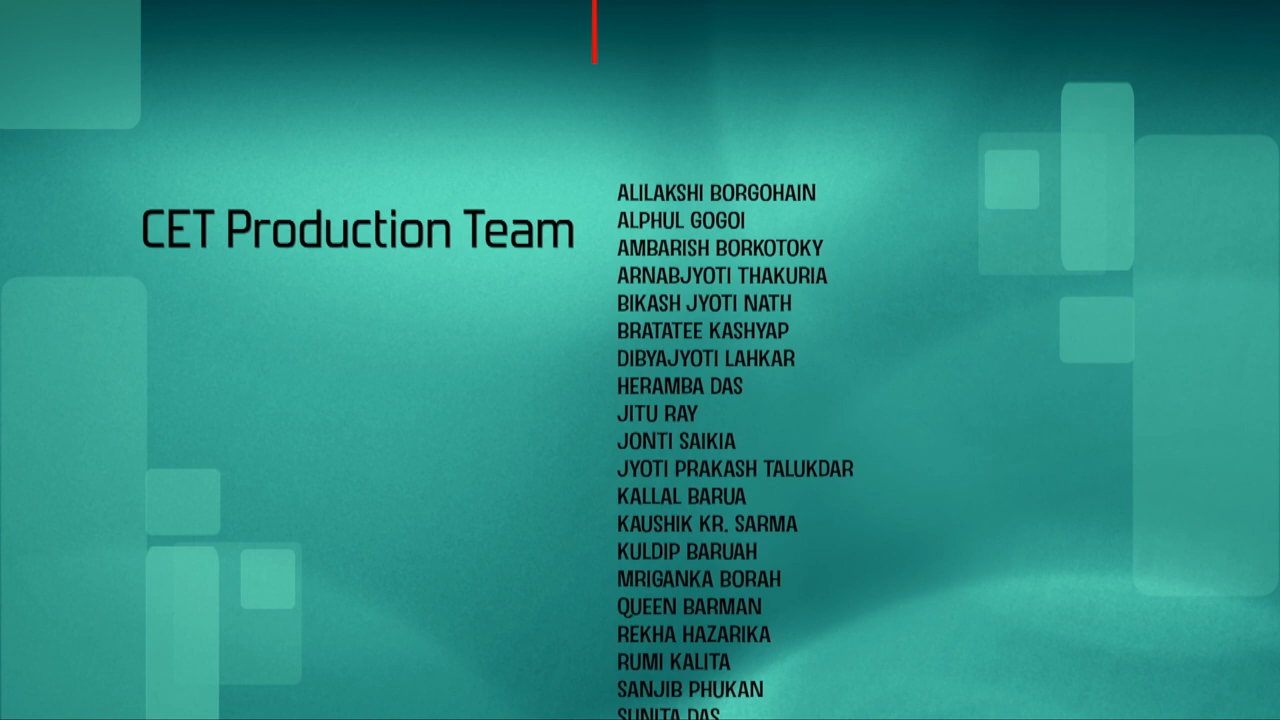 CET Production Team
ALILAKSHI BORGOHAIN
ALPHUL GOGOI
AMBARISH BORKOTOKY
ARNABJYOTI THAKURIA
BIKASH JYOTI NATH
BRATATEE KASHYAP
DIBYAJYOTI LAHKAR
HERAMBA DAS
JITU RAY
JONTI SAIKIA
JYOTI PRAKASH TALUKDAR
KALLAL BARUA
KAUSHIK KR. SARMA
KULDIP BARUAH
MRIGANKA BORAH
QUEEN BARMAN
REKHA HAZARIKA
RUMI KALITA
SANJIB PHUKAN
SUNITA DAS